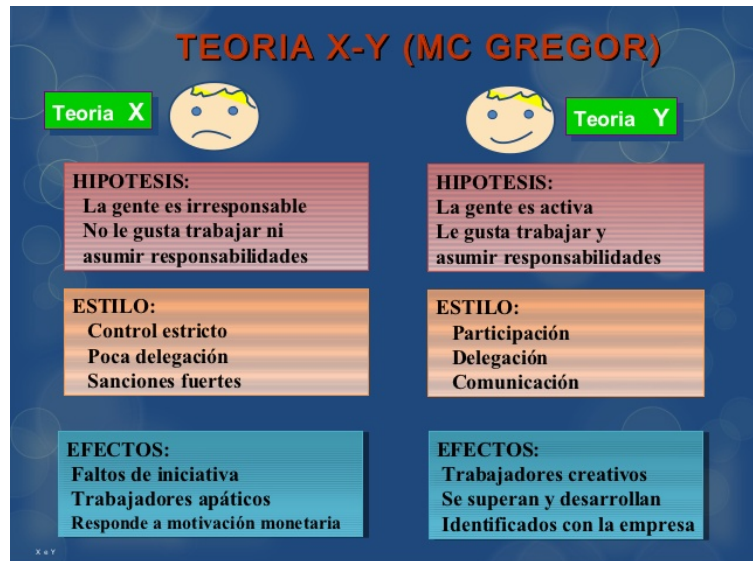 TEORIA X-Y (MC GREGOR)
Teoria X
HIPOTESIS:
La gente es irresponsable
No le gusta trabajar ni
asumir responsabilidades
ESTILO:
Control estricto
Poca delegación
Sanciones fuertes
EFECTOS:
Faltos de iniciativa
Trabajadores apáticos
Responde a motivación monetaria
Teoria Y
HIPOTESIS:
La gente es activa
Le gusta trabajar y
asumir responsabilidades
ESTILO:
Participación
Delegación
Comunicación
EFECTOS:
Trabajadores creativos
Se superan y desarrollan
Identificados con la empresa
X e Y